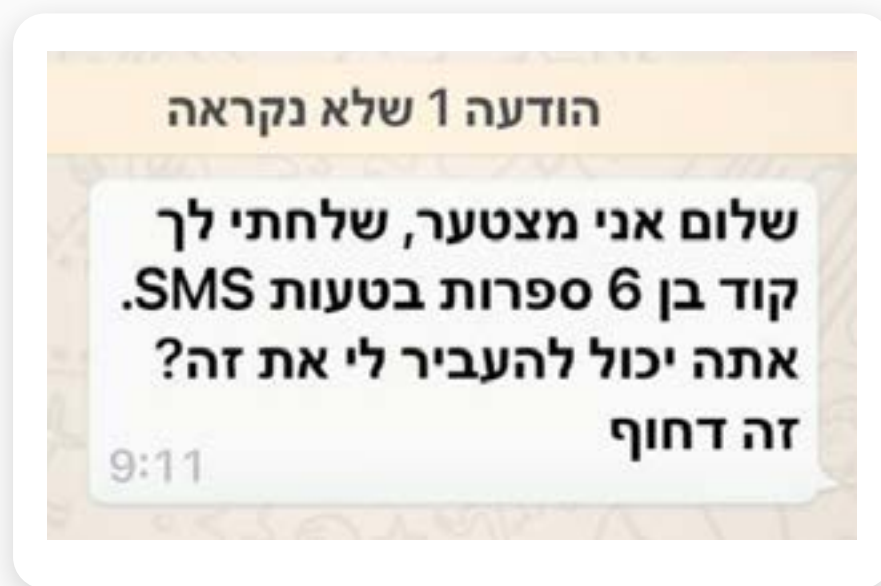 הודעה 1 שלא נקראה
שלום אני מצטער, שלחתי לך
קוד בן 6 ספרות בטעות SMS.
אתה יכול להעביר לי את זה?
זה דחוף
9:11